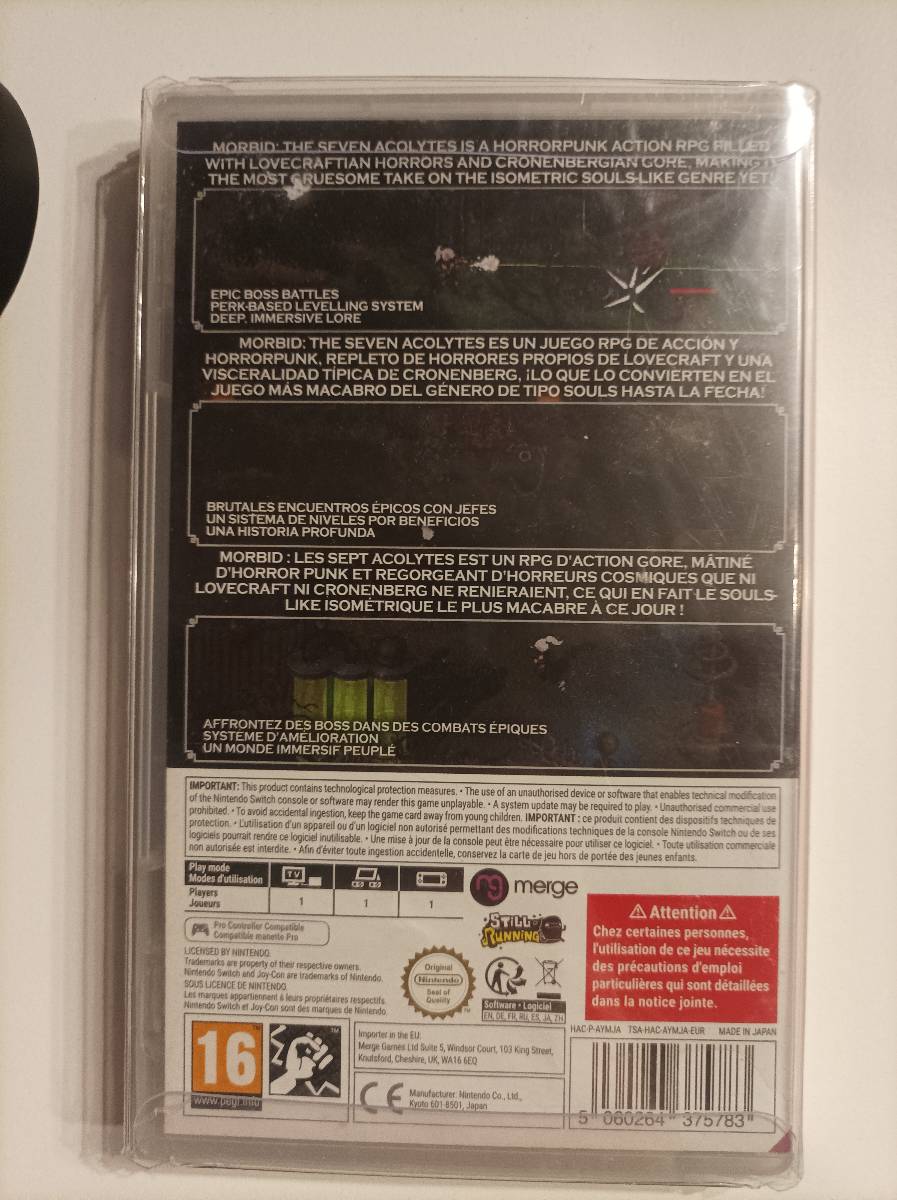 MORBID: THE SEVEN ACOLYTES IS A HORRORPUNK ACTION RPG FILLED
WITH LOVECRAFTIAN HORRORS AND CRONENBERGIAN GORE, MAKING
THE MOST GRUESOME TAKE ON THE ISOMETRIC SOULS-LIKE GENRE YET!
EPIC BOSS BATTLES
PERK-BASED LEVELLING SYSTEM
DEEP, IMMERSIVE LORE
MORBID: THE SEVEN ACOLYTES ES UN JUEGO RPG DE ACCIÓN Y
HORRORPUNK, REPLETO DE HORRORES PROPIOS DE LOVECRAFT Y UNA
VISCERALIDAD TÍPICA DE CRONENBERG, ¡LO QUE LO CONVIERTEN EN EL
JUEGO MÁS MACABRO DEL GÉNERO DE TIPO SOULS HASTA LA FECHA!
BRUTALES ENCUENTROS ÉPICOS CON JEFES
UN SISTEMA DE NIVELES POR BENEFICIOS
UNA HISTORIA PROFUNDA
MORBID : LES SEPT ACOLYTES EST UN RPG D'ACTION GORE, MÂTINÉ
D'HORROR PUNK ET REGORGEANT D'HORREURS COSMIQUES QUE NI
LOVECRAFT NI CRONENBERG NE RENIERAIENT, CE QUI EN FAIT LE SOULS-
LIKE ISOMÉTRIQUE LE PLUS MACABRE À CE JOUR !
AFFRONTEZ DES BOSS DANS DES COMBATS ÉPIQUES
SYSTÈME D'AMÉLIORATION
UN MONDE IMMERSIF PEUPLÉ
IMPORTANT: This product contains technological protection measures. • The use of an unauthorised device or software that enables technical modification
of the Nintendo Switch console or software may render this game unplayable. • A system update may be required to play. • Unauthorised commercial use
prohibited. • To avoid accidental ingestion, keep the game card away from young children. IMPORTANT : ce produit contient des dispositifs techniques de
protection. • L'utilisation d'un appareil ou d'un logiciel non autorisé permettant des modifications techniques de la console Nintendo Switch ou de ses
logiciels pourrait rendre ce logiciel inutilisable. • Une mise à jour de la console peut être nécessaire pour utiliser ce logiciel. • Toute utilisation commerciale
non autorisée est interdite. • Afin d'éviter toute ingestion accidentelle, conservez la carte de jeu hors de portée des jeunes enfants.
Play mode
Modes d'utilisation
TV
Players
Joueurs
1 1 1
merge
STILL
RUNNING
Pro Controller Compatible
Compatible manette Pro
LICENSED BY NINTENDO.
Trademarks are property of their respective owners.
Nintendo Switch and Joy-Con are trademarks of Nintendo.
SOUS LICENCE DE NINTENDO.
Les marques appartiennent à leurs propriétaires respectifs.
Nintendo Switch et Joy-Con sont des marques de Nintendo.
Original
Nintendo
Seal of
Quality
Software • Logiciel
EN, DE, FR, RU, ES, JA, ZH
Attention
Chez certaines personnes,
l'utilisation de ce jeu nécessite
des précautions d'emploi
particulières qui sont détaillées
dans la notice jointe.
HAC-P-AYMJA TSA-HAC-AYMJA-EUR MADE IN JAPAN
16
www.pegi.info
Importer in the EU:
Merge Games Ltd Suite 5, Windsor Court, 103 King Street,
Knutsford, Cheshire, UK, WA16 6EQ
CE
Manufacturer: Nintendo Co., Ltd.,
Kyoto 601-8501, Japan
5 060264 375783